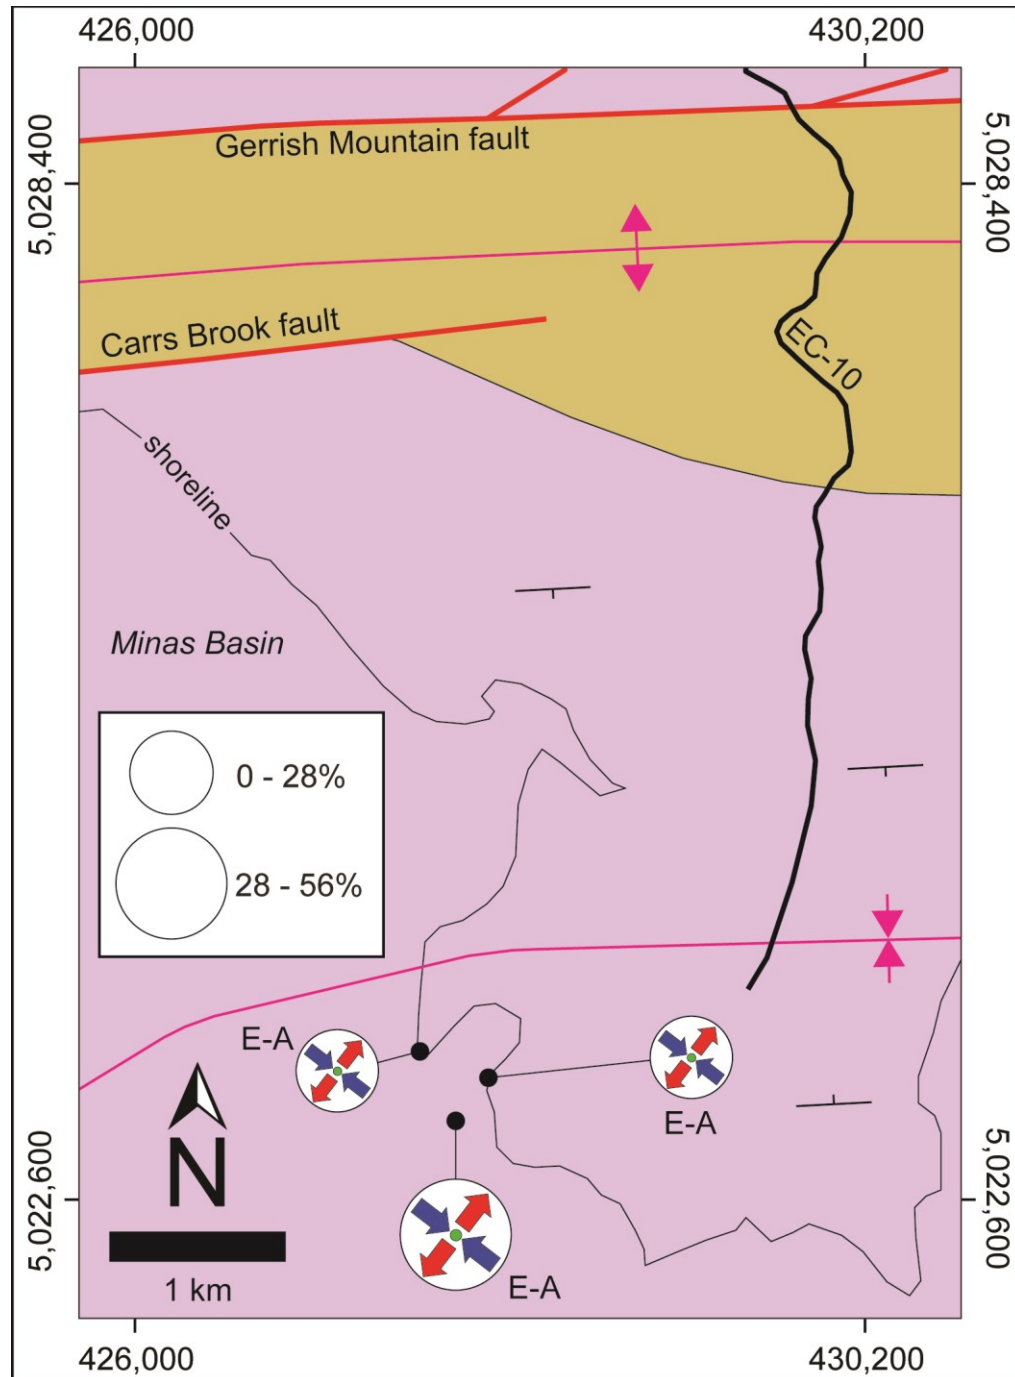 426,000
430,200
Gerrish Mountain fault
5,028,400
5,028,400
Carrs Brook fault
EC-10
shoreline
Minas Basin
0 - 28%
28 - 56%
E-A
E-A
N
5,022,600
5,022,600
1 km
E-A
426,000
430,200